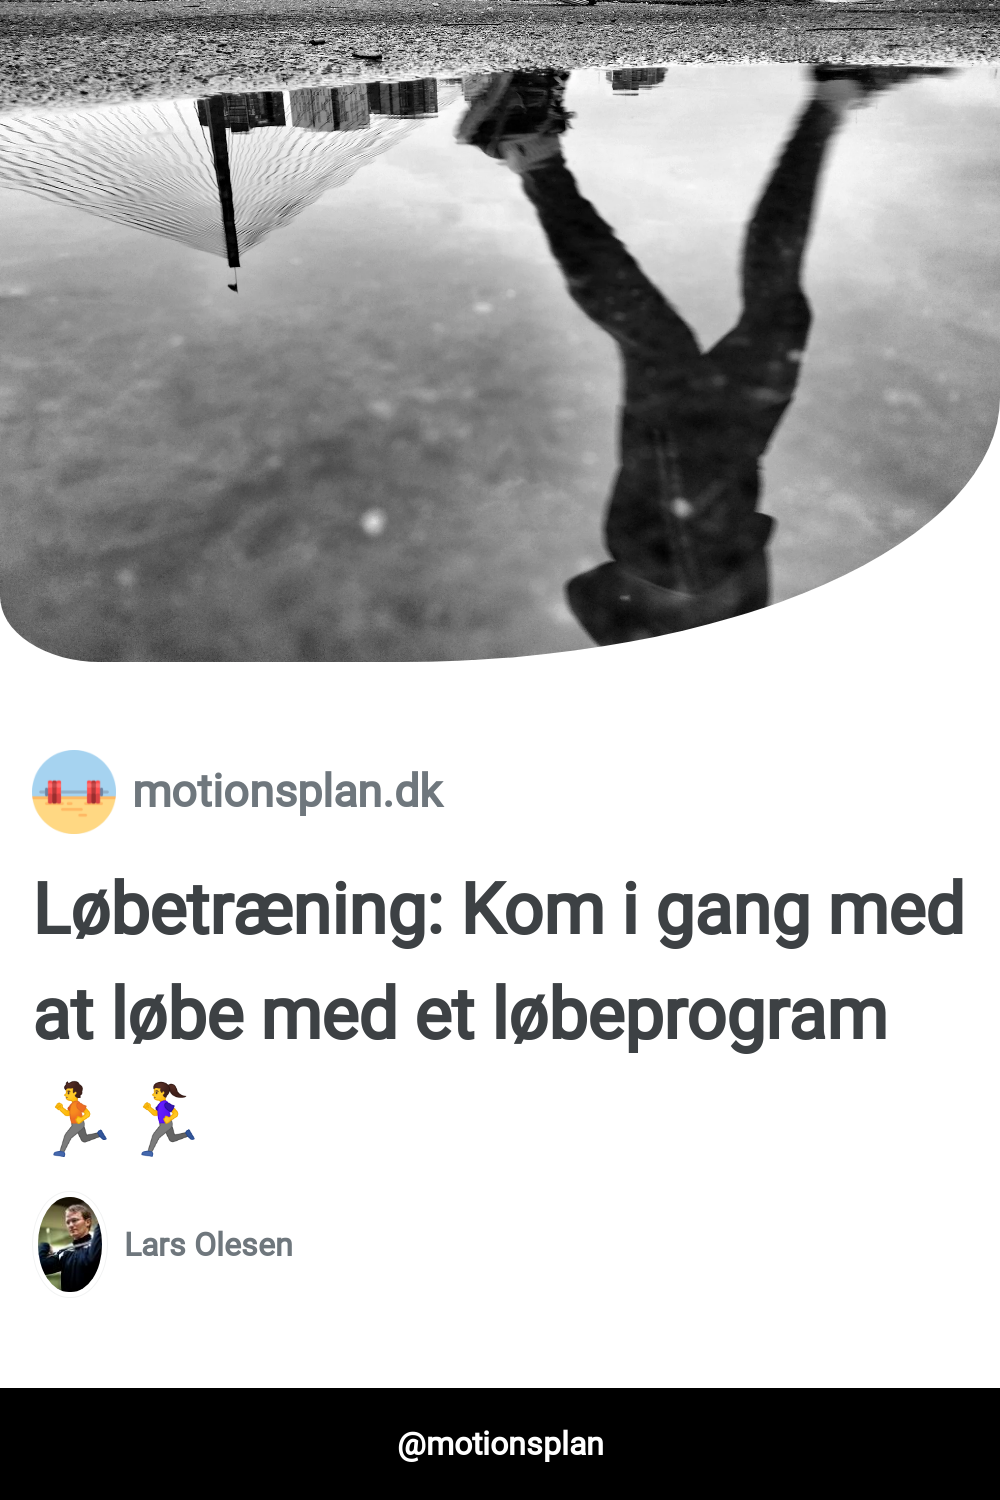 motionsplan.dk
Løbetræning: Kom i gang med
at løbe med et løbeprogram
🏃 🏃‍♀️
Lars Olesen
@motionsplan